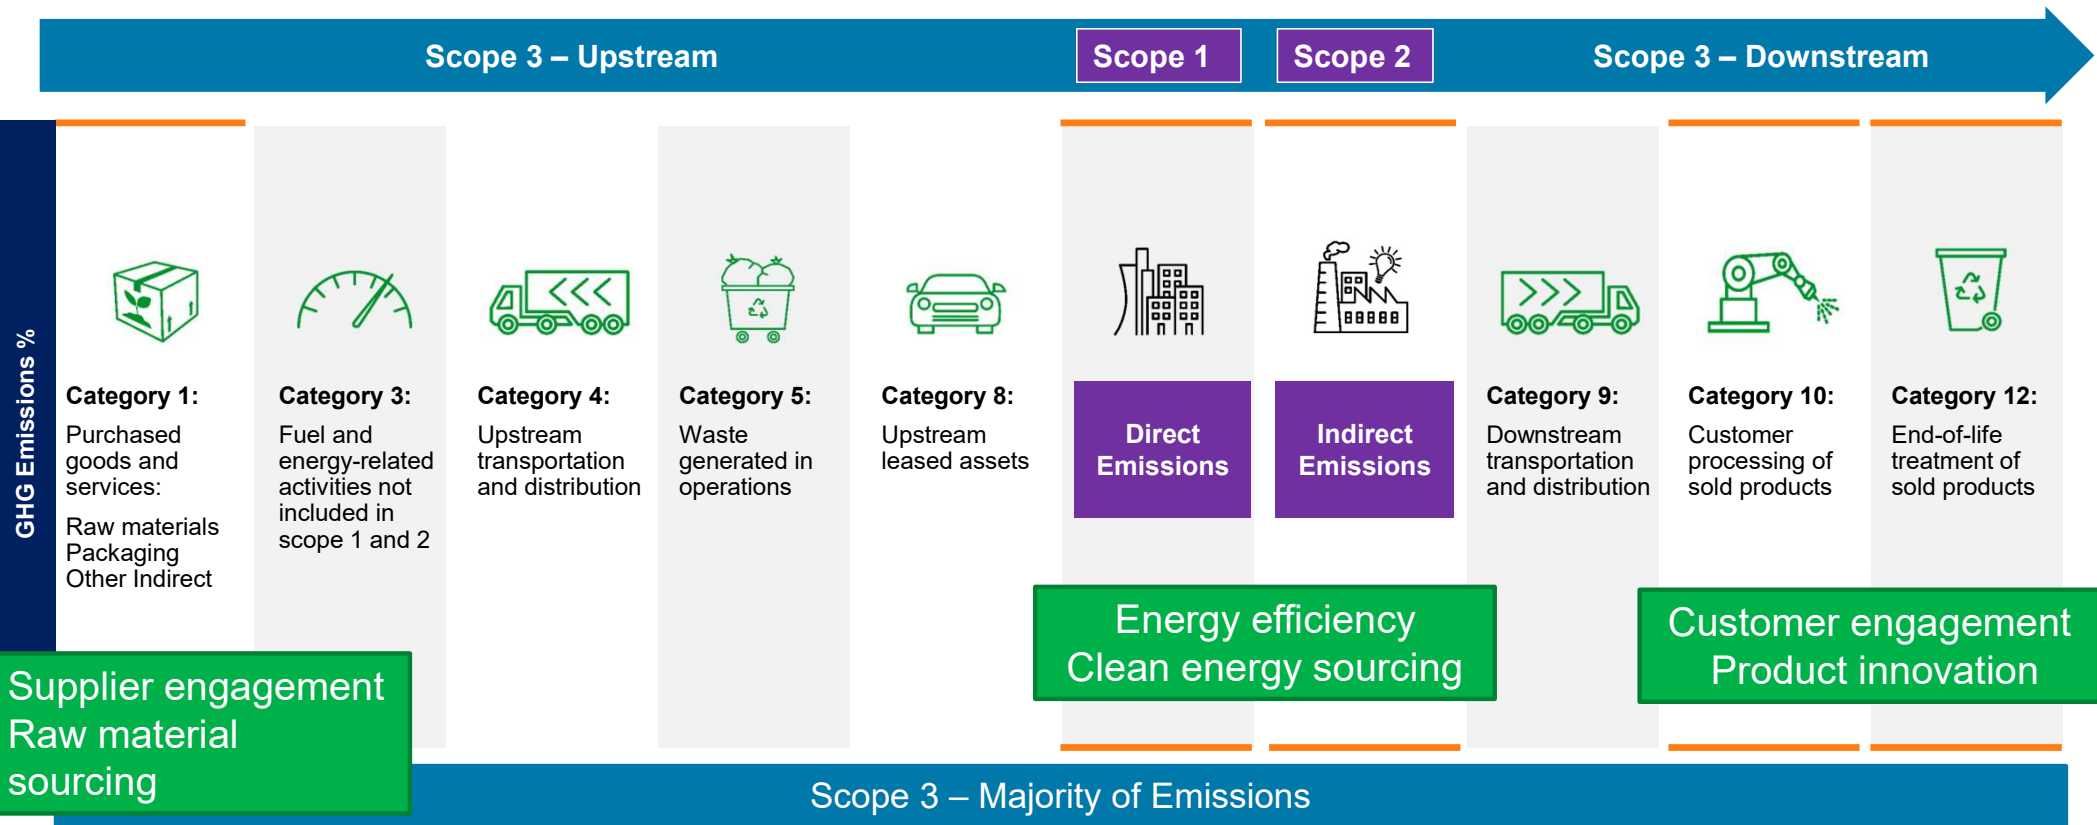 Scope 3 – Upstream
Scope 1
Scope 2
Scope 3 – Downstream
GHG Emissions %
Category 1:
Purchased
goods and
services:
Raw materials
Packaging
Other Indirect
Category 3:
Fuel and
energy-related
activities not
included in
scope 1 and 2
Category 4:
Upstream
transportation
and distribution
Category 5:
Waste
generated in
operations
Category 8:
Upstream
leased assets
Direct
Emissions
Indirect
Emissions
Category 9:
Downstream
transportation
and distribution
Category 10:
Customer
processing of
sold products
Category 12:
End-of-life
treatment of
sold products
Supplier engagement
Raw material
sourcing
Energy efficiency
Clean energy sourcing
Customer engagement
Product innovation
Scope 3 – Majority of Emissions